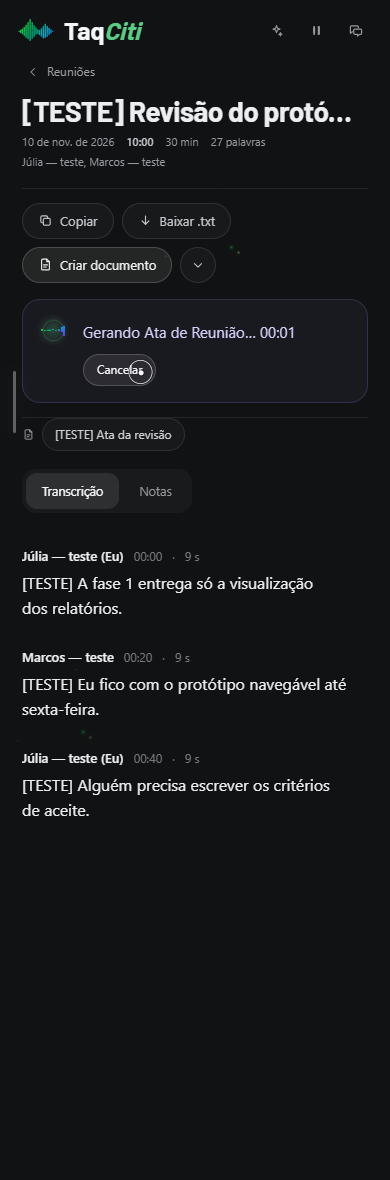 TaqCiti
Reuniões
[TESTE] Revisão do protó...
10 de nov. de 2026 10:00 30 min 27 palavras
Júlia — teste, Marcos — teste
Copiar Baixar .txt
Criar documento
Gerando Ata de Reunião... 00:01
Cancelar
[TESTE] Ata da revisão
Transcrição Notas
Júlia — teste (Eu) 00:00 · 9 s
[TESTE] A fase 1 entrega só a visualização
dos relatórios.
Marcos — teste 00:20 · 9 s
[TESTE] Eu fico com o protótipo navegável até
sexta-feira.
Júlia — teste (Eu) 00:40 · 9 s
[TESTE] Alguém precisa escrever os critérios
de aceite.